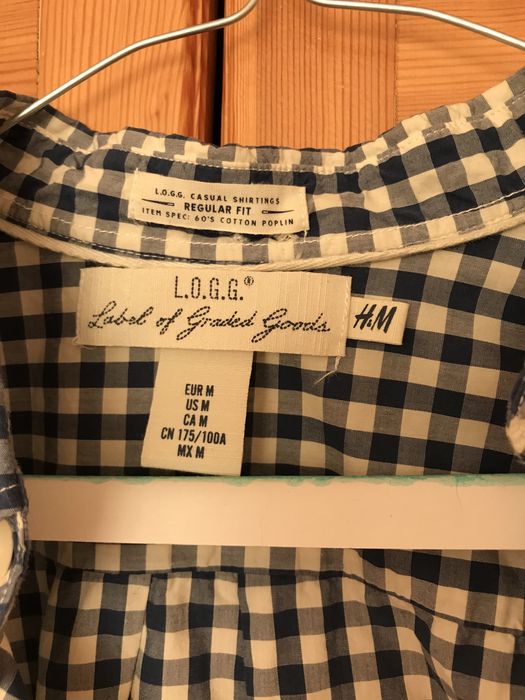 L.O.G.G. CASUAL SHIRTINGS
REGULAR FIT
ITEM SPEC: 60'S COTTON POPLIN
L.O.G.G.®
Label of Graded Goods
H&M
EUR M
US M
CA M
CN 175/100A
MX M